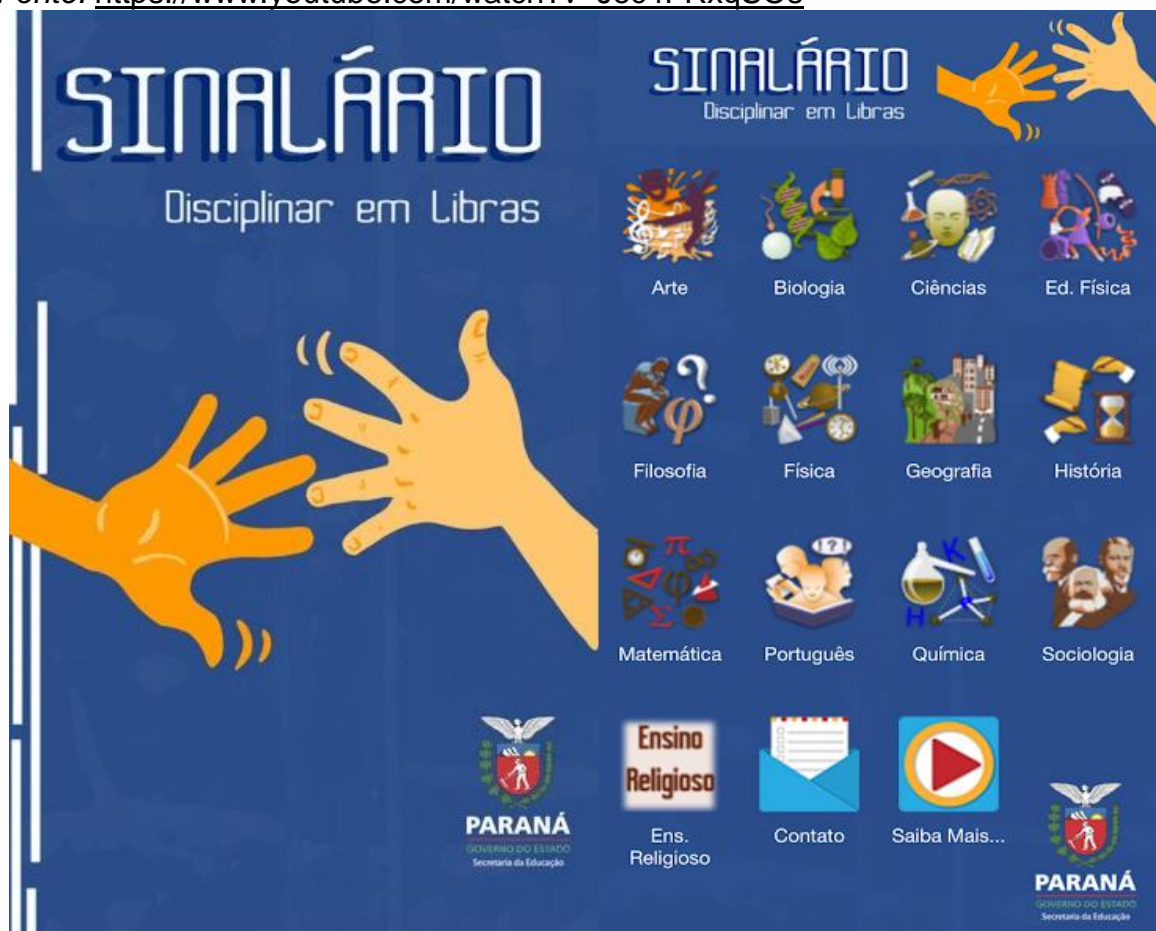 SINALÁRIO
Disciplinar em Libras
PARANÁ
GOVERNO DO ESTADO
Secretaria da Educação
SINALÁRIO
Disciplinar em Libras
Arte Biologia Ciências Ed. Física
Filosofia Física Geografia História
Matemática Português Química Sociologia
Ensino
Religioso
Ens. Contato Saiba Mais...
Religioso
PARANÁ
GOVERNO DO ESTADO
Secretaria da Educação